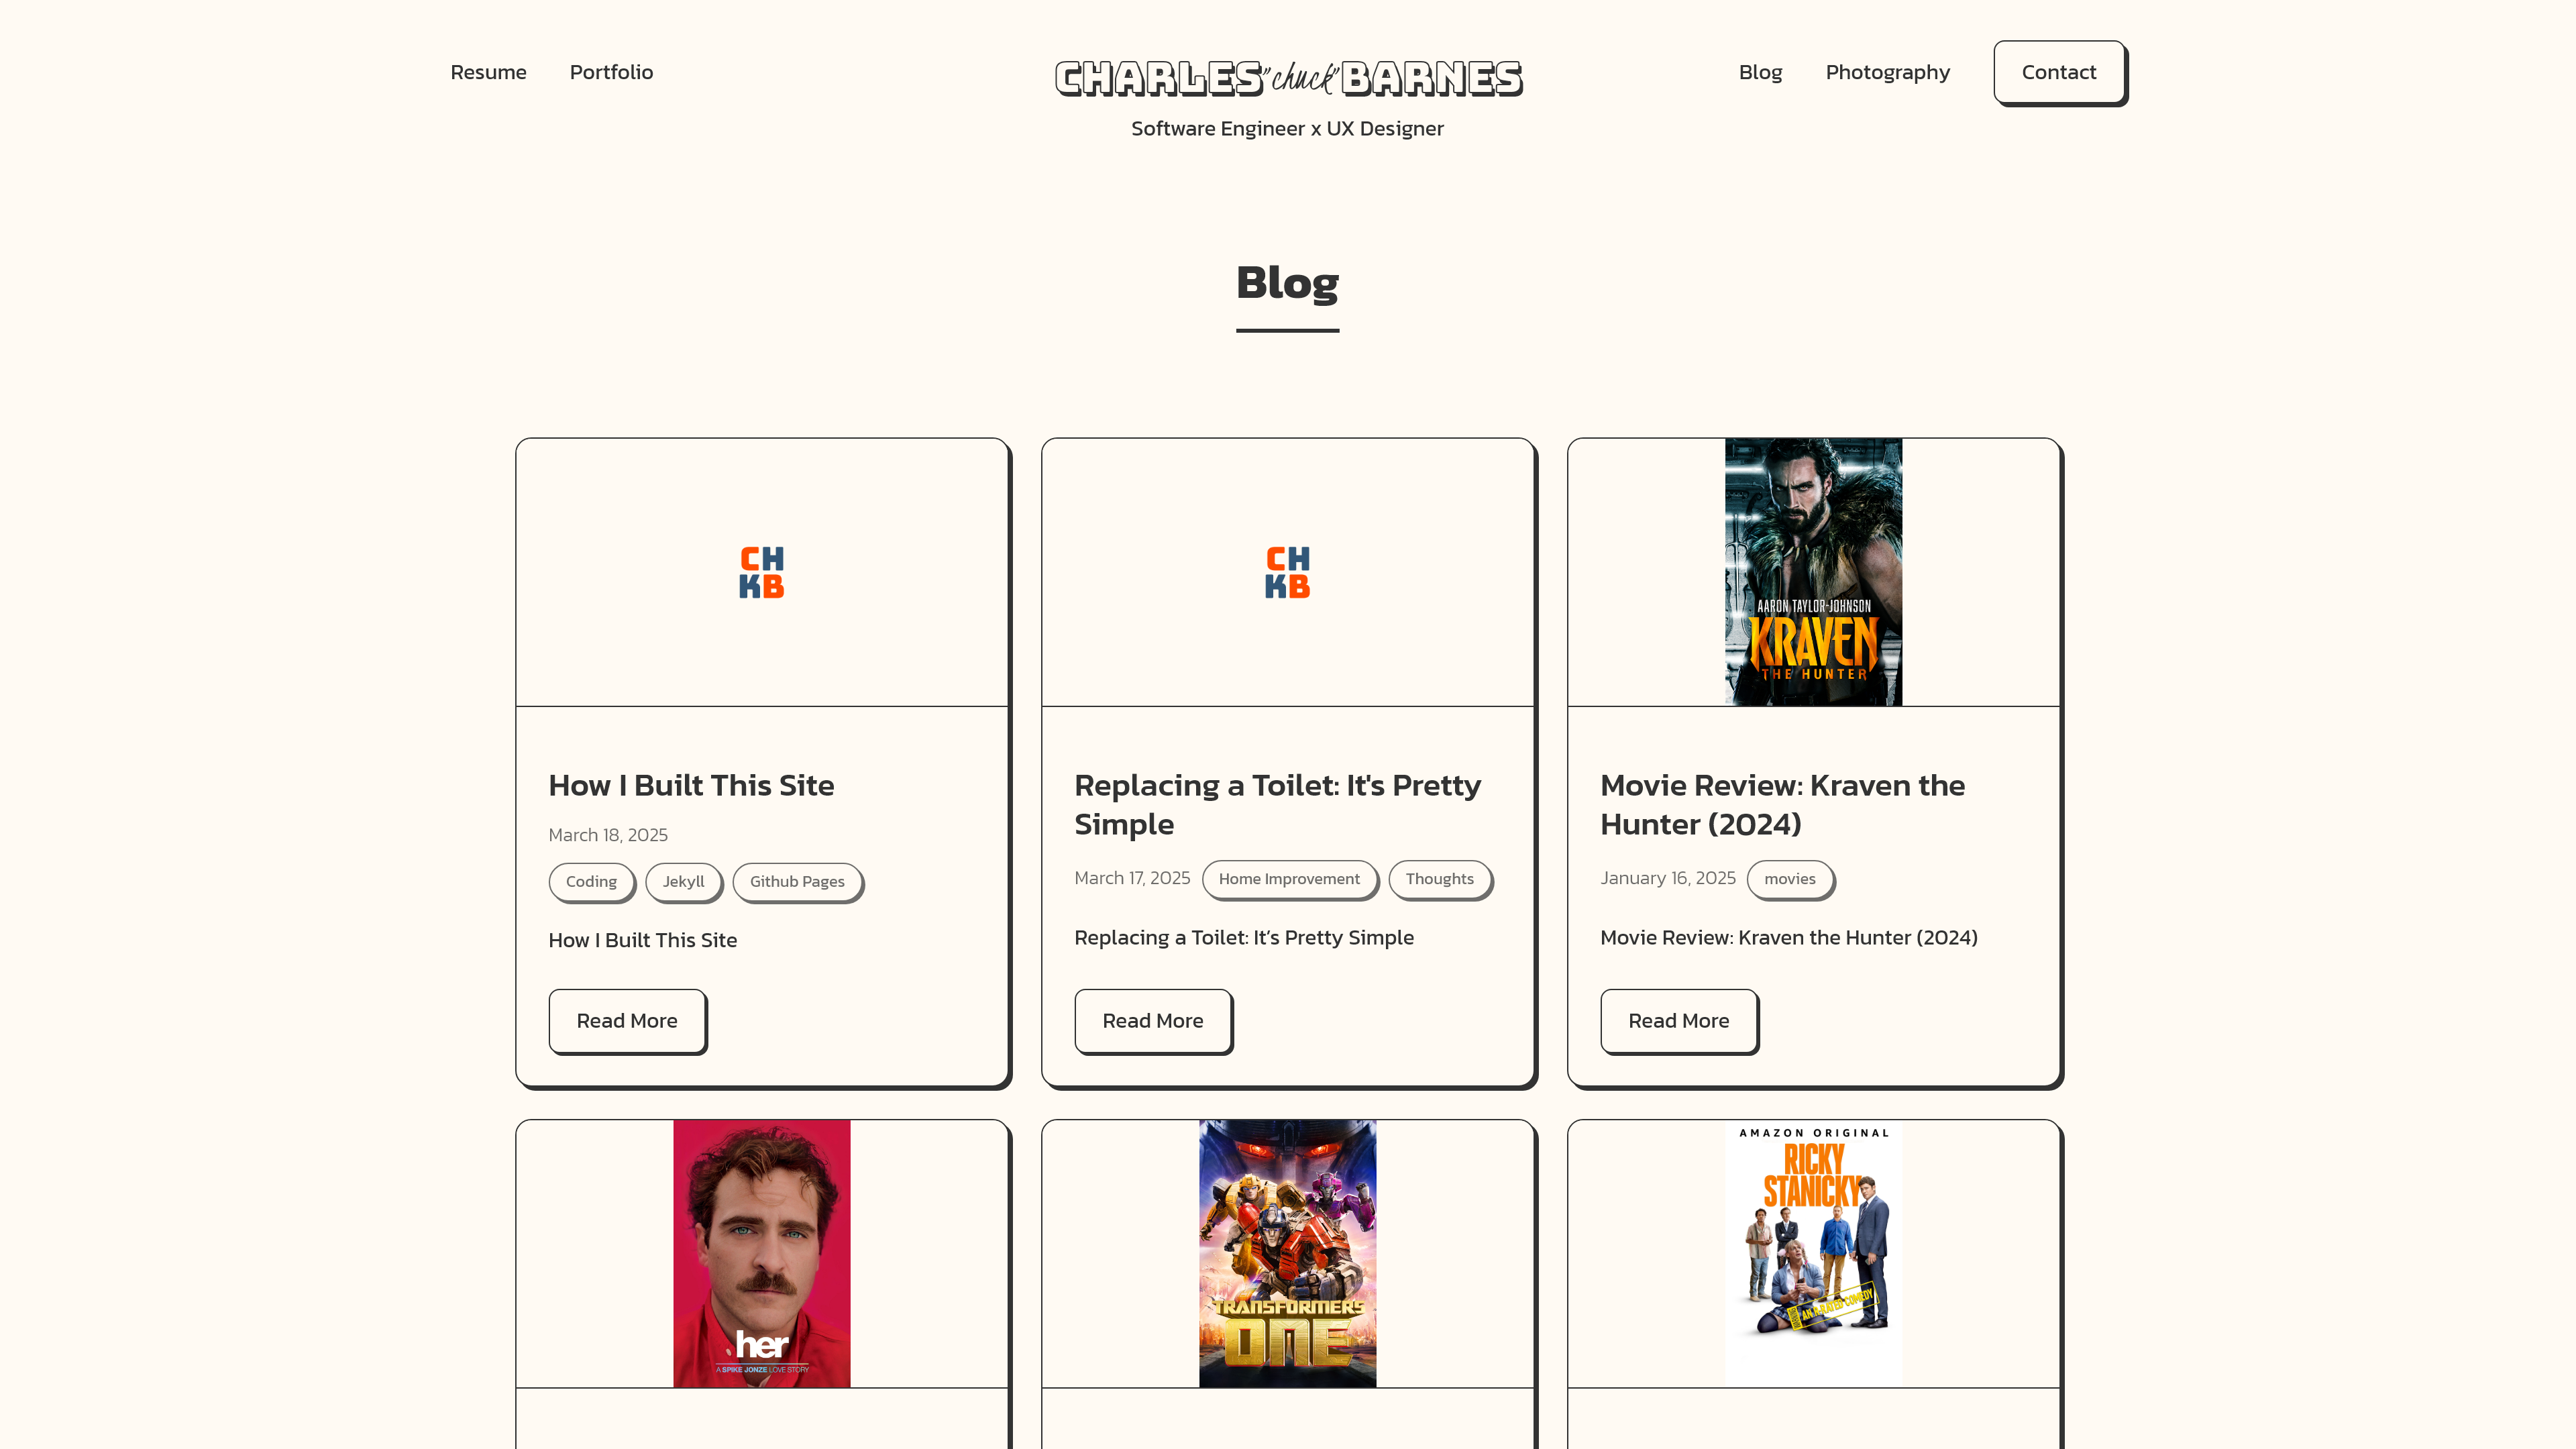 Resume
Portfolio
CHARLES "chuck" BARNES
Software Engineer x UX Designer
Blog
Photography
Contact
Blog
CH
KB
How I Built This Site
March 18, 2025
Coding
Jekyll
Github Pages
How I Built This Site
Read More
CH
KB
Replacing a Toilet: It's Pretty
Simple
March 17, 2025
Home Improvement
Thoughts
Replacing a Toilet: It’s Pretty Simple
Read More
AARON TAYLOR-JOHNSON
KRAVEN
THE HUNTER
Movie Review: Kraven the
Hunter (2024)
January 16, 2025
movies
Movie Review: Kraven the Hunter (2024)
Read More
her
A SPIKE JONZE LOVE STORY
TRANSFORMERS
ONE
AMAZON ORIGINAL
RICKY
STANICKY
AN R-RATED COMEDY